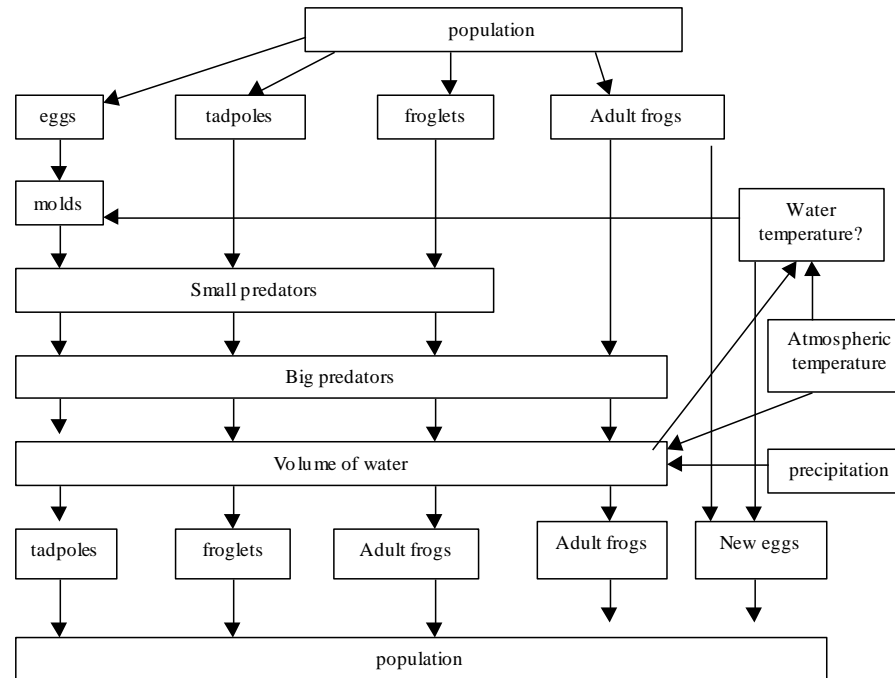 population
eggs
tadpoles
froglets
Adult frogs
molds
Water
temperature?
Small predators
Atmospheric
temperature
Big predators
Volume of water
precipitation
tadpoles
froglets
Adult frogs
Adult frogs
New eggs
population